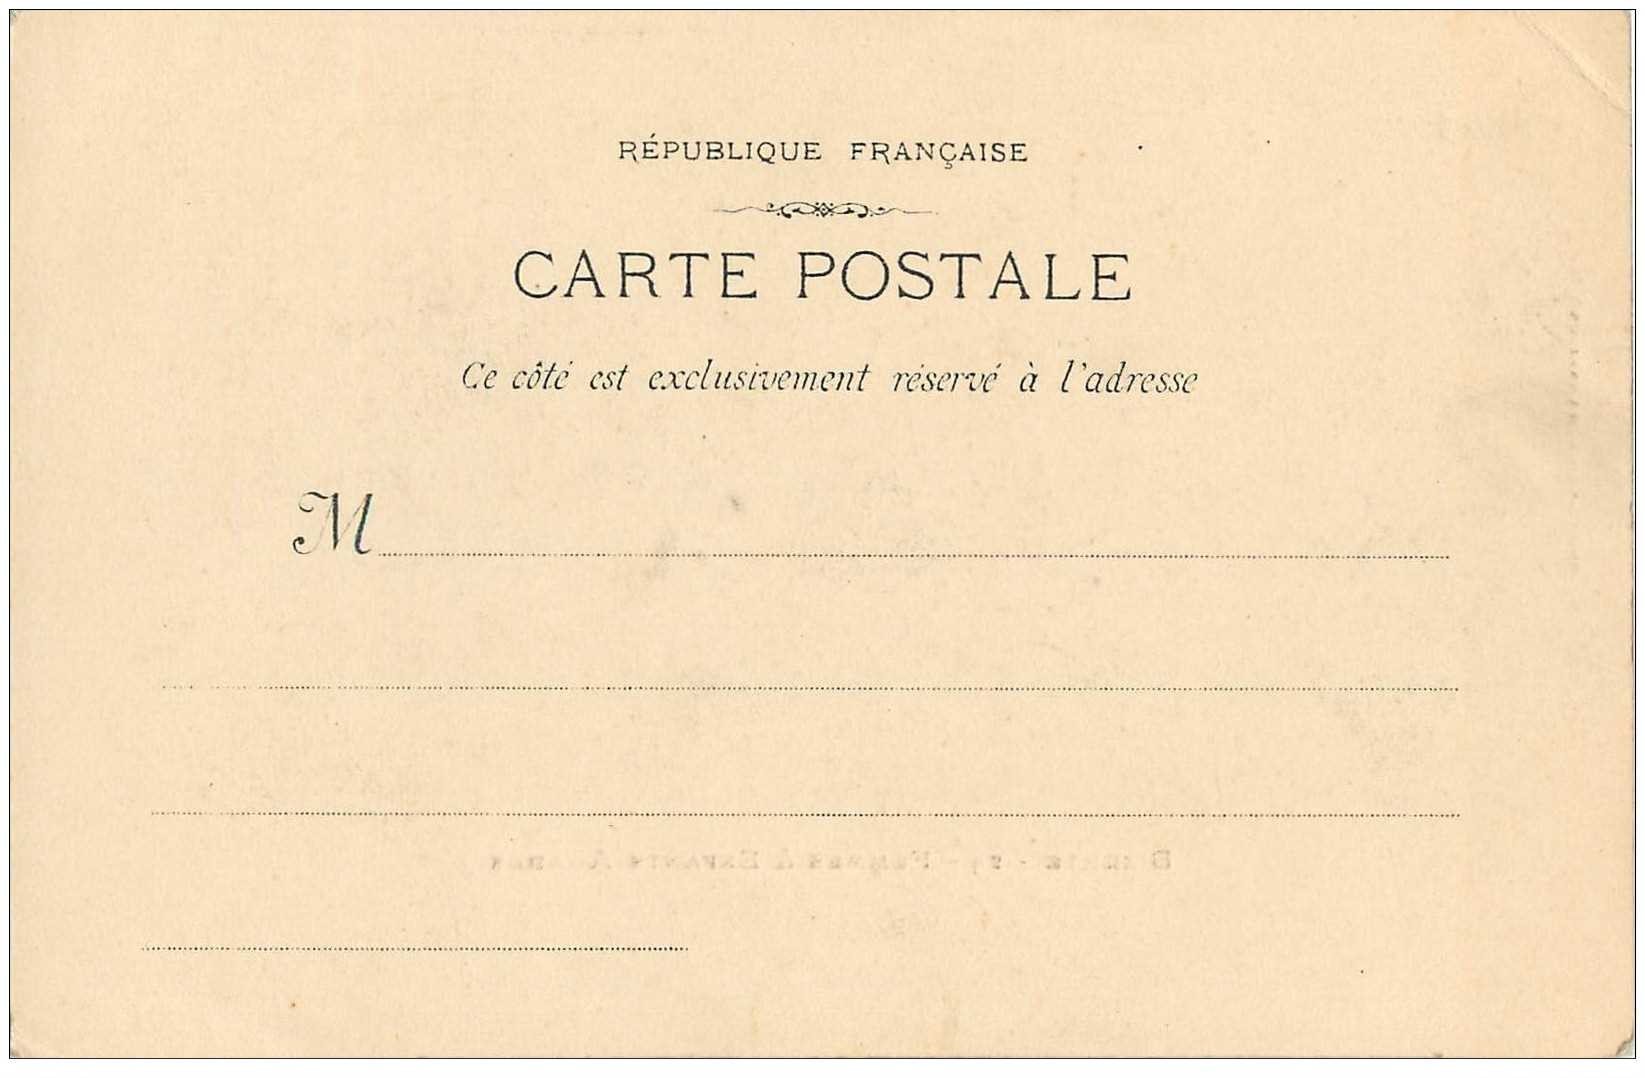 RÉPUBLIQUE FRANÇAISE
CARTE POSTALE
Ce côté est exclusivement réservé à l'adresse
M